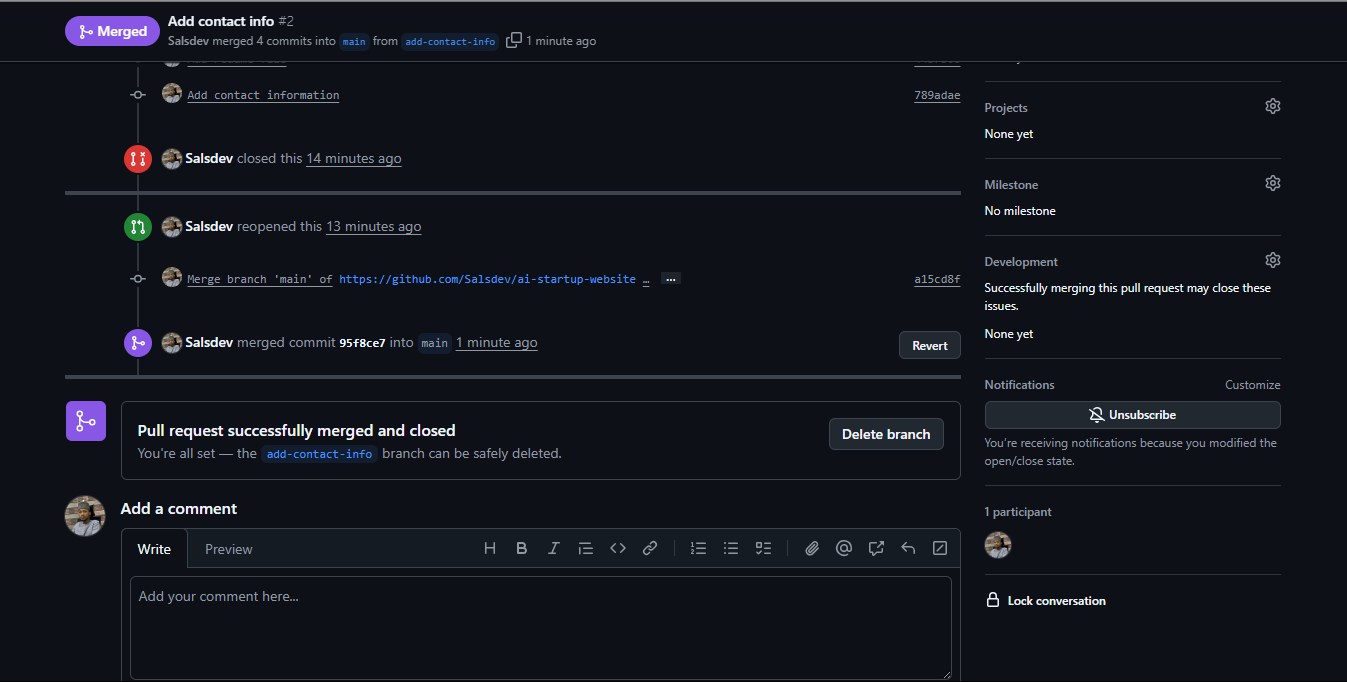 Merged
Add contact info #2
Salsdev merged 4 commits into main from add-contact-info 1 minute ago
Add contact information 789adae
Salsdev closed this 14 minutes ago
Salsdev reopened this 13 minutes ago
Merge branch 'main' of https://github.com/Salsdev/ai-startup-website … a15cd8f
Salsdev merged commit 95f8ce7 into main 1 minute ago
Revert
Pull request successfully merged and closed
You're all set — the add-contact-info branch can be safely deleted.
Delete branch
Add a comment
Write Preview
Add your comment here...
Projects
None yet
Milestone
No milestone
Development
Successfully merging this pull request may close these
issues.
None yet
Notifications Customize
Unsubscribe
You're receiving notifications because you modified the
open/close state.
1 participant
Lock conversation